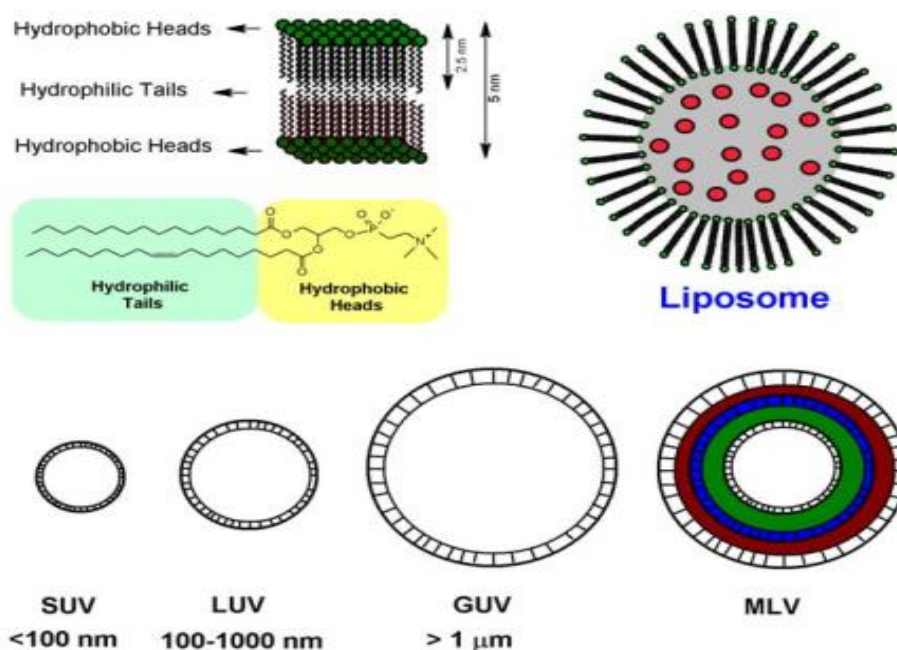 Hydrophobic Heads
2.5 nm
5 nm
Hydrophilic Tails
Hydrophobic Heads
O
O
O
O
O
P
O
O⁻
N⁺
Hydrophilic
Tails
Hydrophobic
Heads
Liposome
SUV
<100 nm
LUV
100-1000 nm
GUV
> 1 µm
MLV